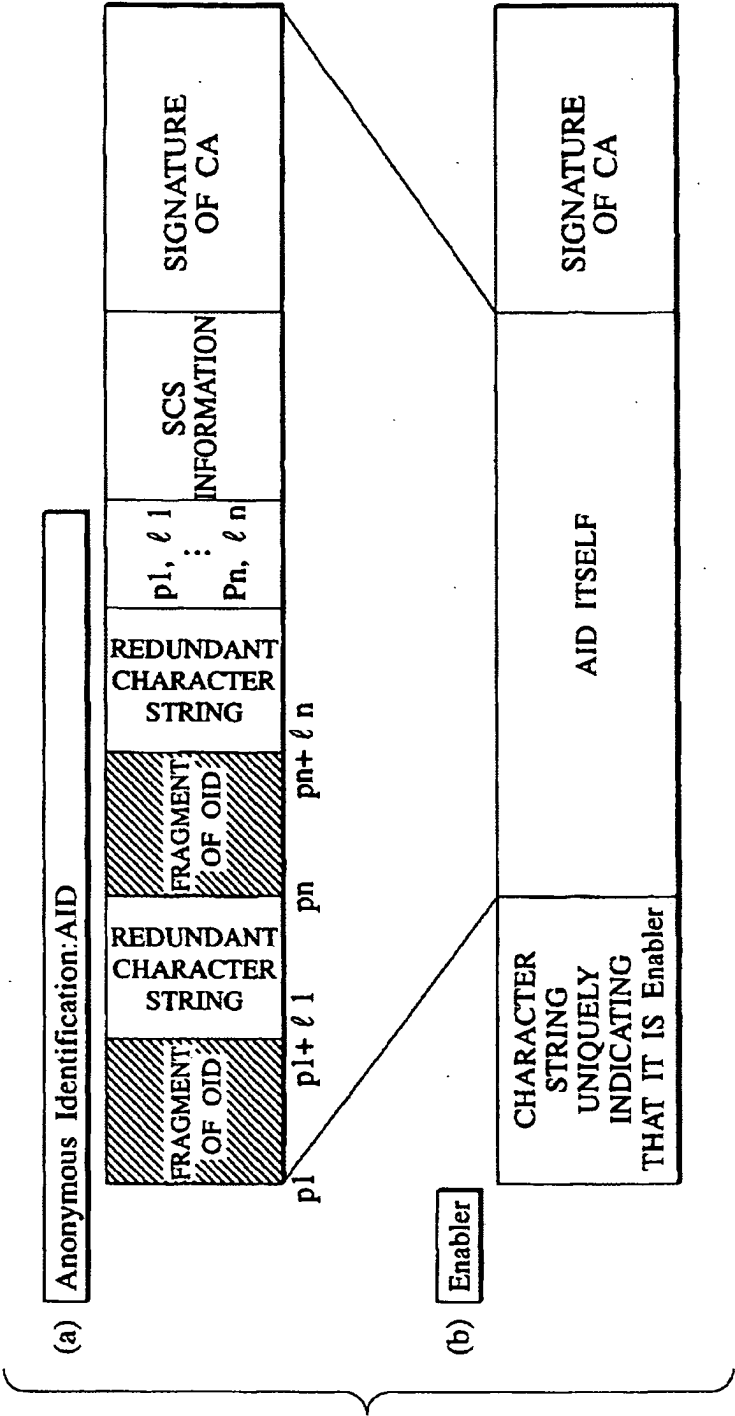 (a) Anonymous Identification:AID
FRAGMENT
OF OID
REDUNDANT
CHARACTER
STRING
FRAGMENT
OF OID
REDUNDANT
CHARACTER
STRING
p1, ℓ 1
⋮
Pn, ℓ n
SCS
INFORMATION
SIGNATURE
OF CA
p1
p1+ ℓ 1
pn
pn+ ℓ n
(b) Enabler
CHARACTER
STRING
UNIQUELY
INDICATING
THAT IT IS Enabler
AID ITSELF
SIGNATURE
OF CA